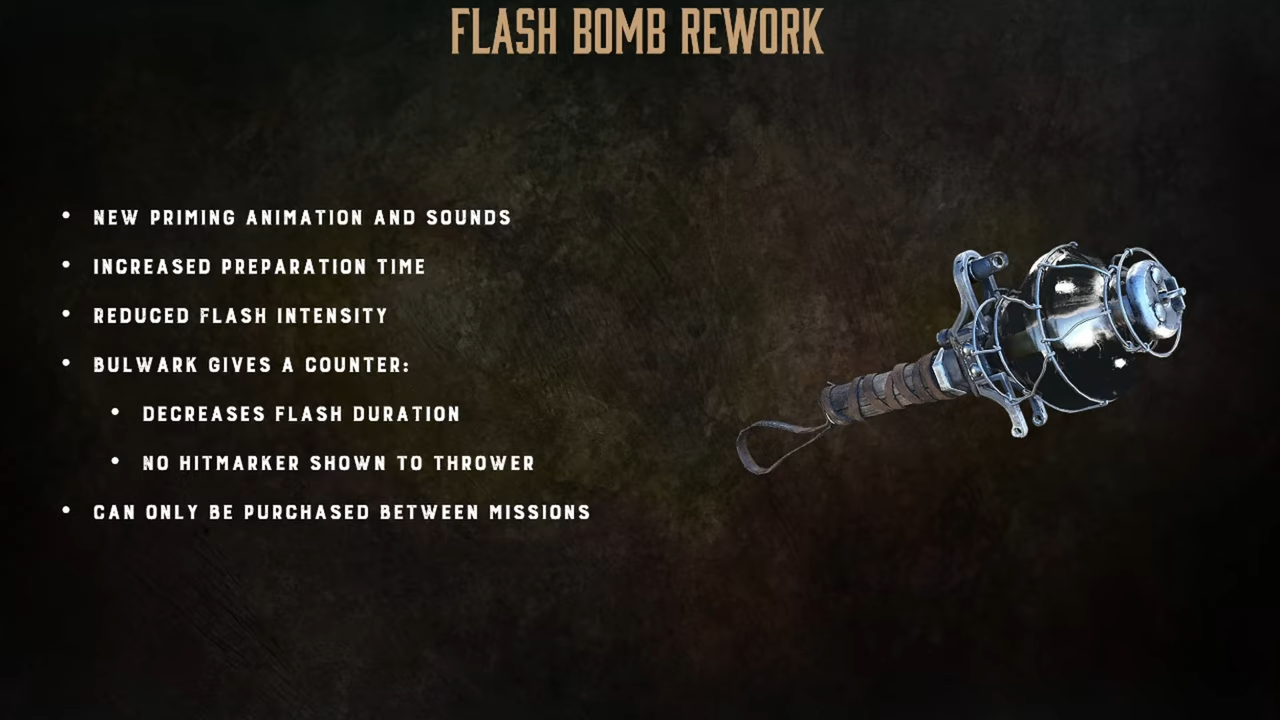 FLASH BOMB REWORK
• NEW PRIMING ANIMATION AND SOUNDS
• INCREASED PREPARATION TIME
• REDUCED FLASH INTENSITY
• BULWARK GIVES A COUNTER:
• DECREASES FLASH DURATION
• NO HITMARKER SHOWN TO THROWER
• CAN ONLY BE PURCHASED BETWEEN MISSIONS